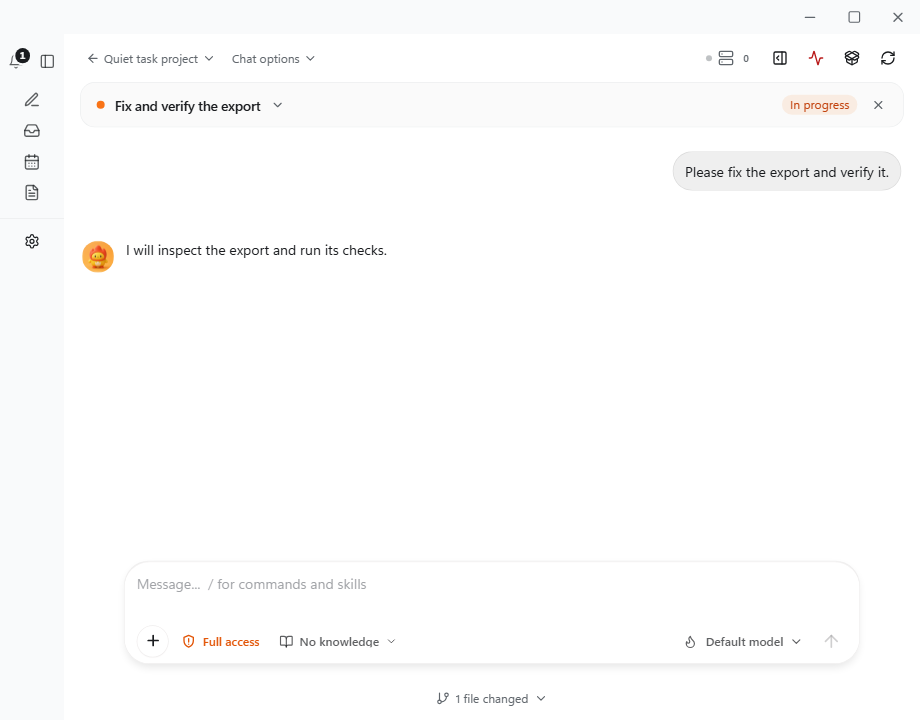 1
Quiet task project
Chat options
0
Fix and verify the export
In progress
Please fix the export and verify it.
I will inspect the export and run its checks.
Message... / for commands and skills
Full access
No knowledge
Default model
1 file changed